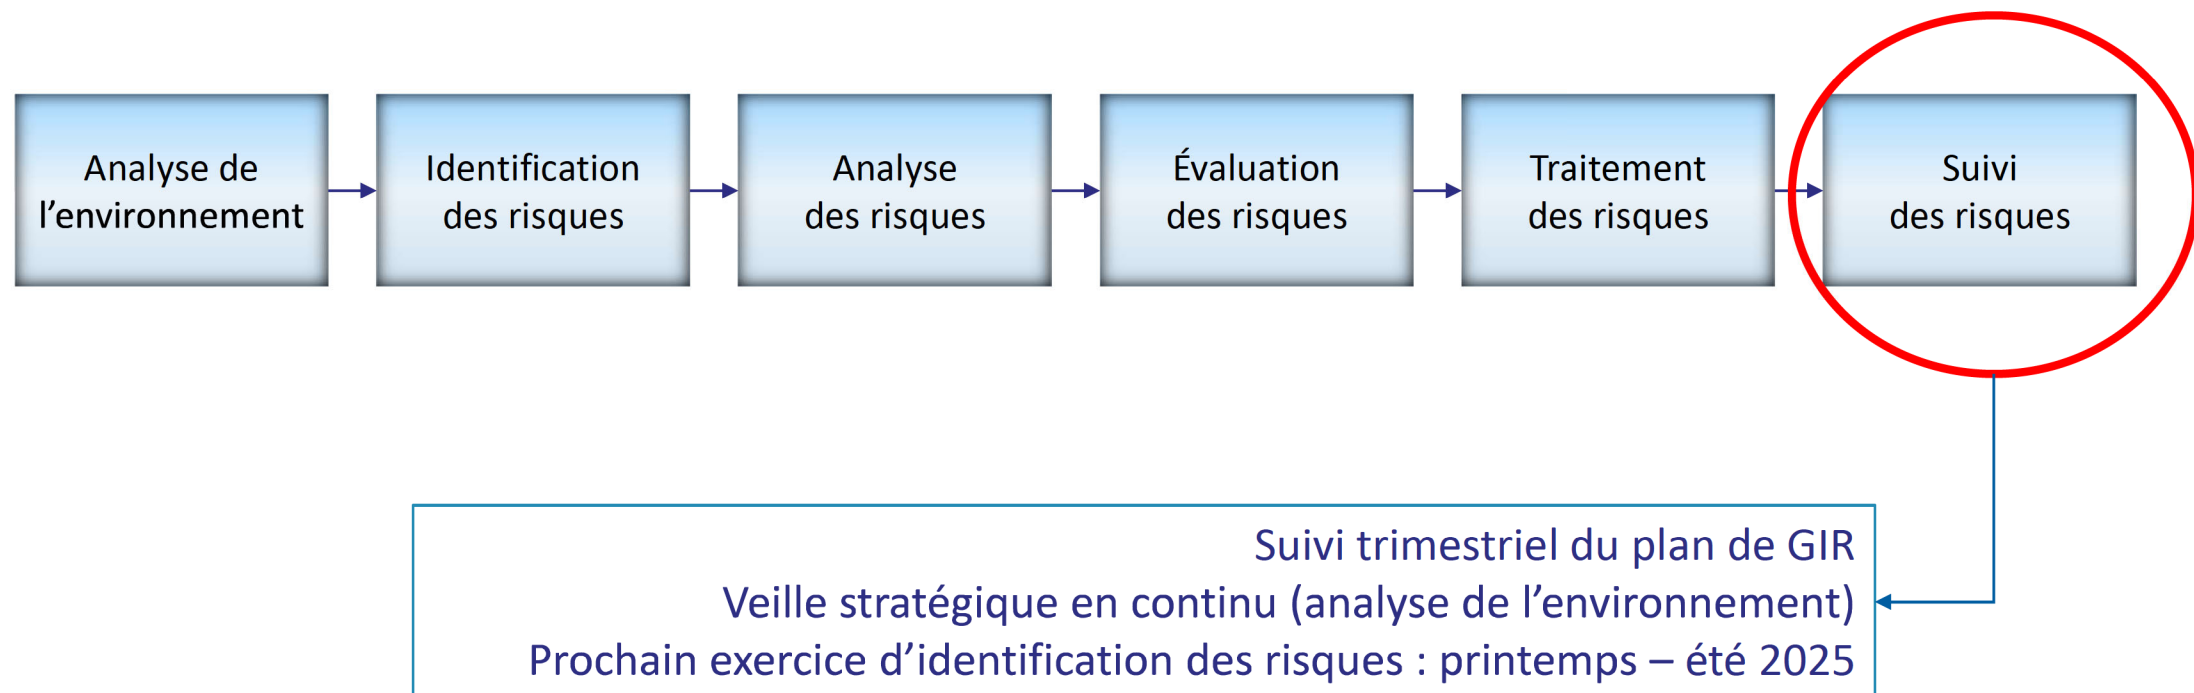 Analyse de
l’environnement
Identification
des risques
Analyse
des risques
Évaluation
des risques
Traitement
des risques
Suivi
des risques
Suivi trimestriel du plan de GIR
Veille stratégique en continu (analyse de l’environnement)
Prochain exercice d’identification des risques : printemps – été 2025